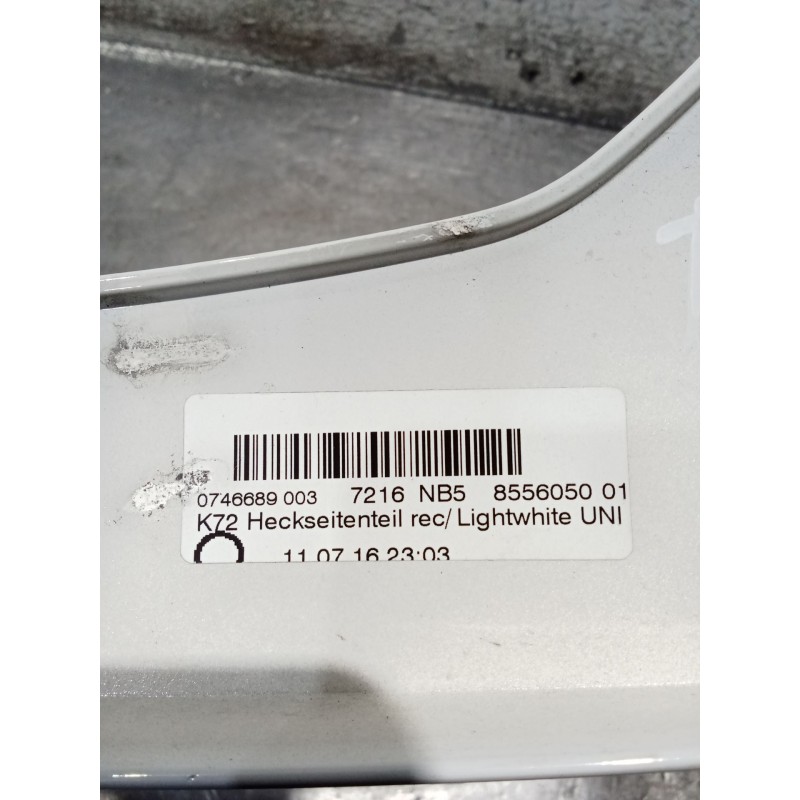 0746689 003 7216 NB5 8556050 01
K72 Heckseitenteil rec/ Lightwhite UNI
11.07.16 23:03